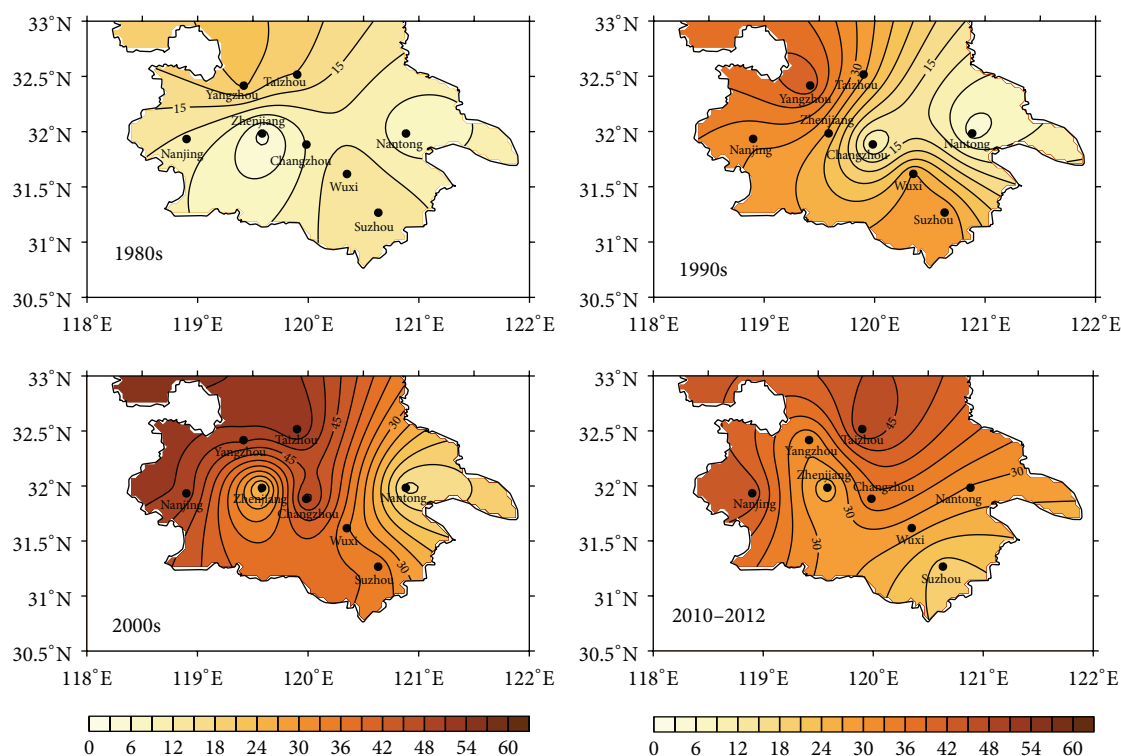 33°N
32.5°N
32°N
31.5°N
31°N
30.5°N
118°E 119°E 120°E 121°E 122°E
15
15
Yangzhou
Taizhou
Zhenjiang
Nanjing
Changzhou
Nantong
Wuxi
Suzhou
1980s
33°N
32.5°N
32°N
31.5°N
31°N
30.5°N
118°E 119°E 120°E 121°E 122°E
30
15
15
Yangzhou
Taizhou
Zhenjiang
Nanjing
Changzhou
Nantong
Wuxi
Suzhou
1990s
33°N
32.5°N
32°N
31.5°N
31°N
30.5°N
118°E 119°E 120°E 121°E 122°E
45
30
45
30
Yangzhou
Taizhou
Zhenjiang
Nanjing
Changzhou
Nantong
Wuxi
Suzhou
2000s
33°N
32.5°N
32°N
31.5°N
31°N
30.5°N
118°E 119°E 120°E 121°E 122°E
45
30
30
30
Yangzhou
Taizhou
Zhenjiang
Nanjing
Changzhou
Nantong
Wuxi
Suzhou
2010–2012
0 6 12 18 24 30 36 42 48 54 60
0 6 12 18 24 30 36 42 48 54 60